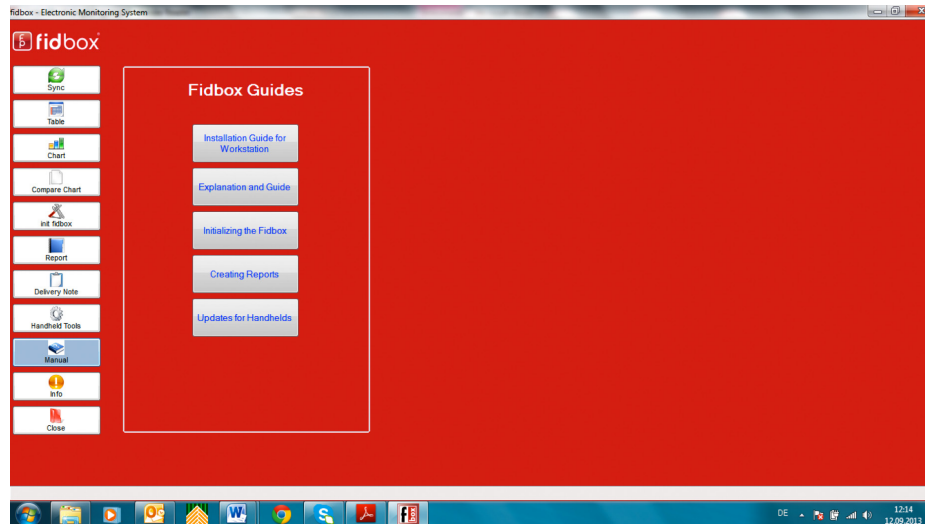 fidbox - Electronic Monitoring System
fidbox
Sync
Table
Chart
Compare Chart
init fidbox
Report
Delivery Note
Handheld Tools
Manual
Info
Close
Fidbox Guides
Installation Guide for
Workstation
Explanation and Guide
Initializing the Fidbox
Creating Reports
Updates for Handhelds
DE
12:14
12.09.2013